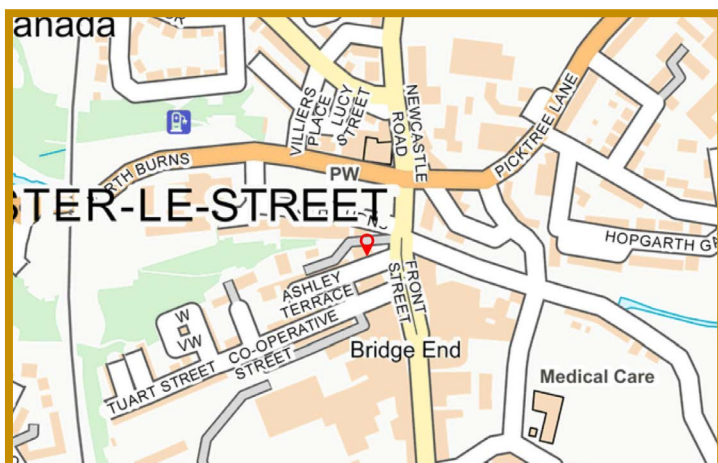 anada
VILLIERS
PLACE
LUCY
STREET
NEWCASTLE
ROAD
PICKTREE LANE
RTH BURNS
PW
STER-LE-STREET
HOPGARTH G
ASHLEY
TERRACE
FRONT
STREET
W
VW
CO-OPERATIVE
STREET
TUART STREET
Bridge End
Medical Care